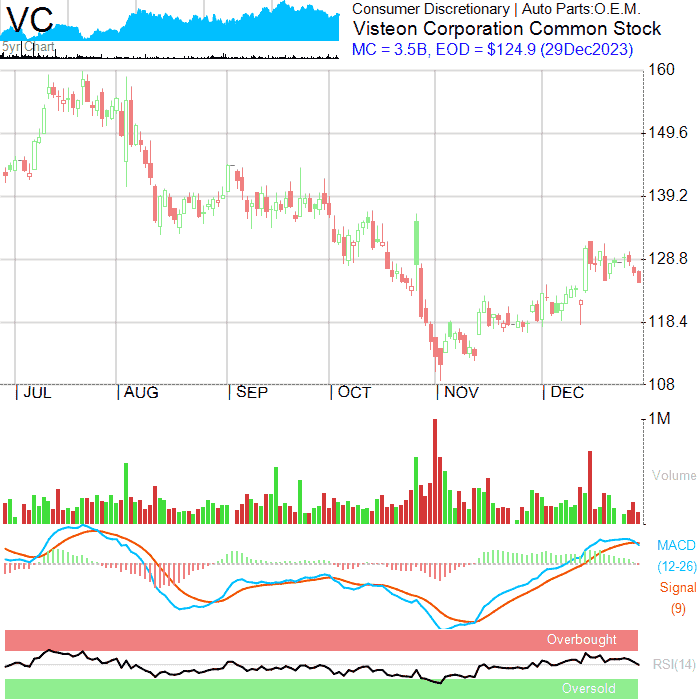 VC
5yr Chart
Consumer Discretionary | Auto Parts:O.E.M.
Visteon Corporation Common Stock
MC = 3.5B, EOD = $124.9 (29Dec2023)
160
149.6
139.2
128.8
118.4
108
JUL AUG SEP OCT NOV DEC
1M
Volume
MACD
(12-26)
Signal
(9)
Overbought
RSI(14)
Oversold